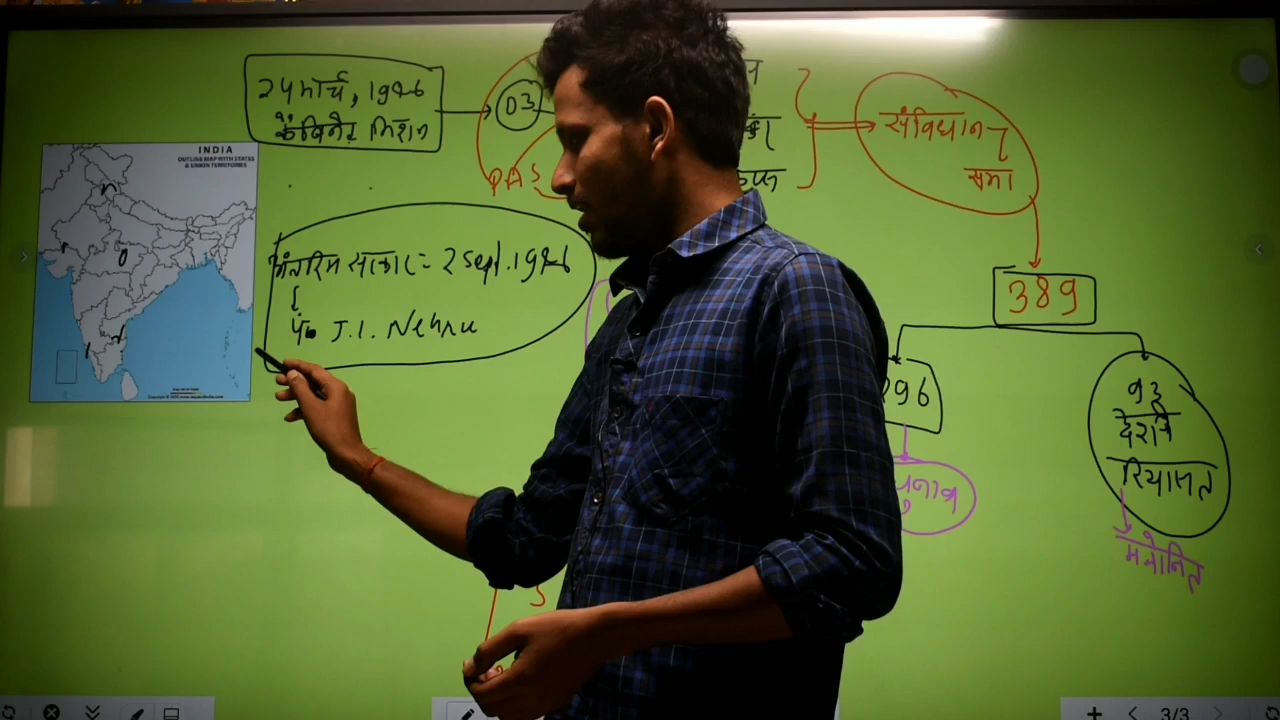 24 मार्च, 1946
कैबिनेट मिशन
03
PAS
संविधान
सभा
389
INDIA
OUTLINE MAP WITH STATES
& UNION TERRITORIES
अंतरिम सरकार = 2 Sept. 1946
पं० J.L. Nehru
296
चुनाव
93
देशी
रियासत
मनोनित
3/3